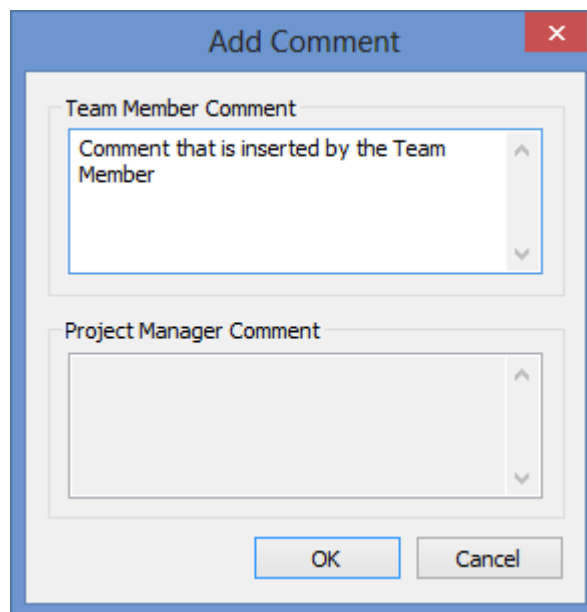 Add Comment
Team Member Comment
Comment that is inserted by the Team
Member
Project Manager Comment
OK
Cancel